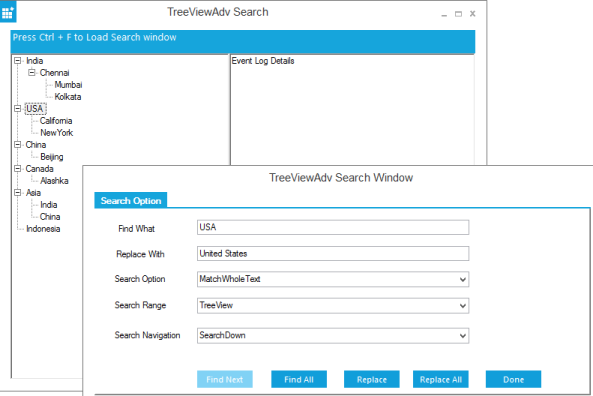 TreeViewAdv Search
Press Ctrl + F to Load Search window
India
Chennai
Mumbai
Kolkata
USA
California
NewYork
China
Beijing
Canada
Alashka
Asia
India
China
Indonesia
Event Log Details
TreeViewAdv Search Window
Search Option
Find What USA
Replace With United States
Search Option MatchWholeText
Search Range TreeView
Search Navigation SearchDown
Find Next Find All Replace Replace All Done